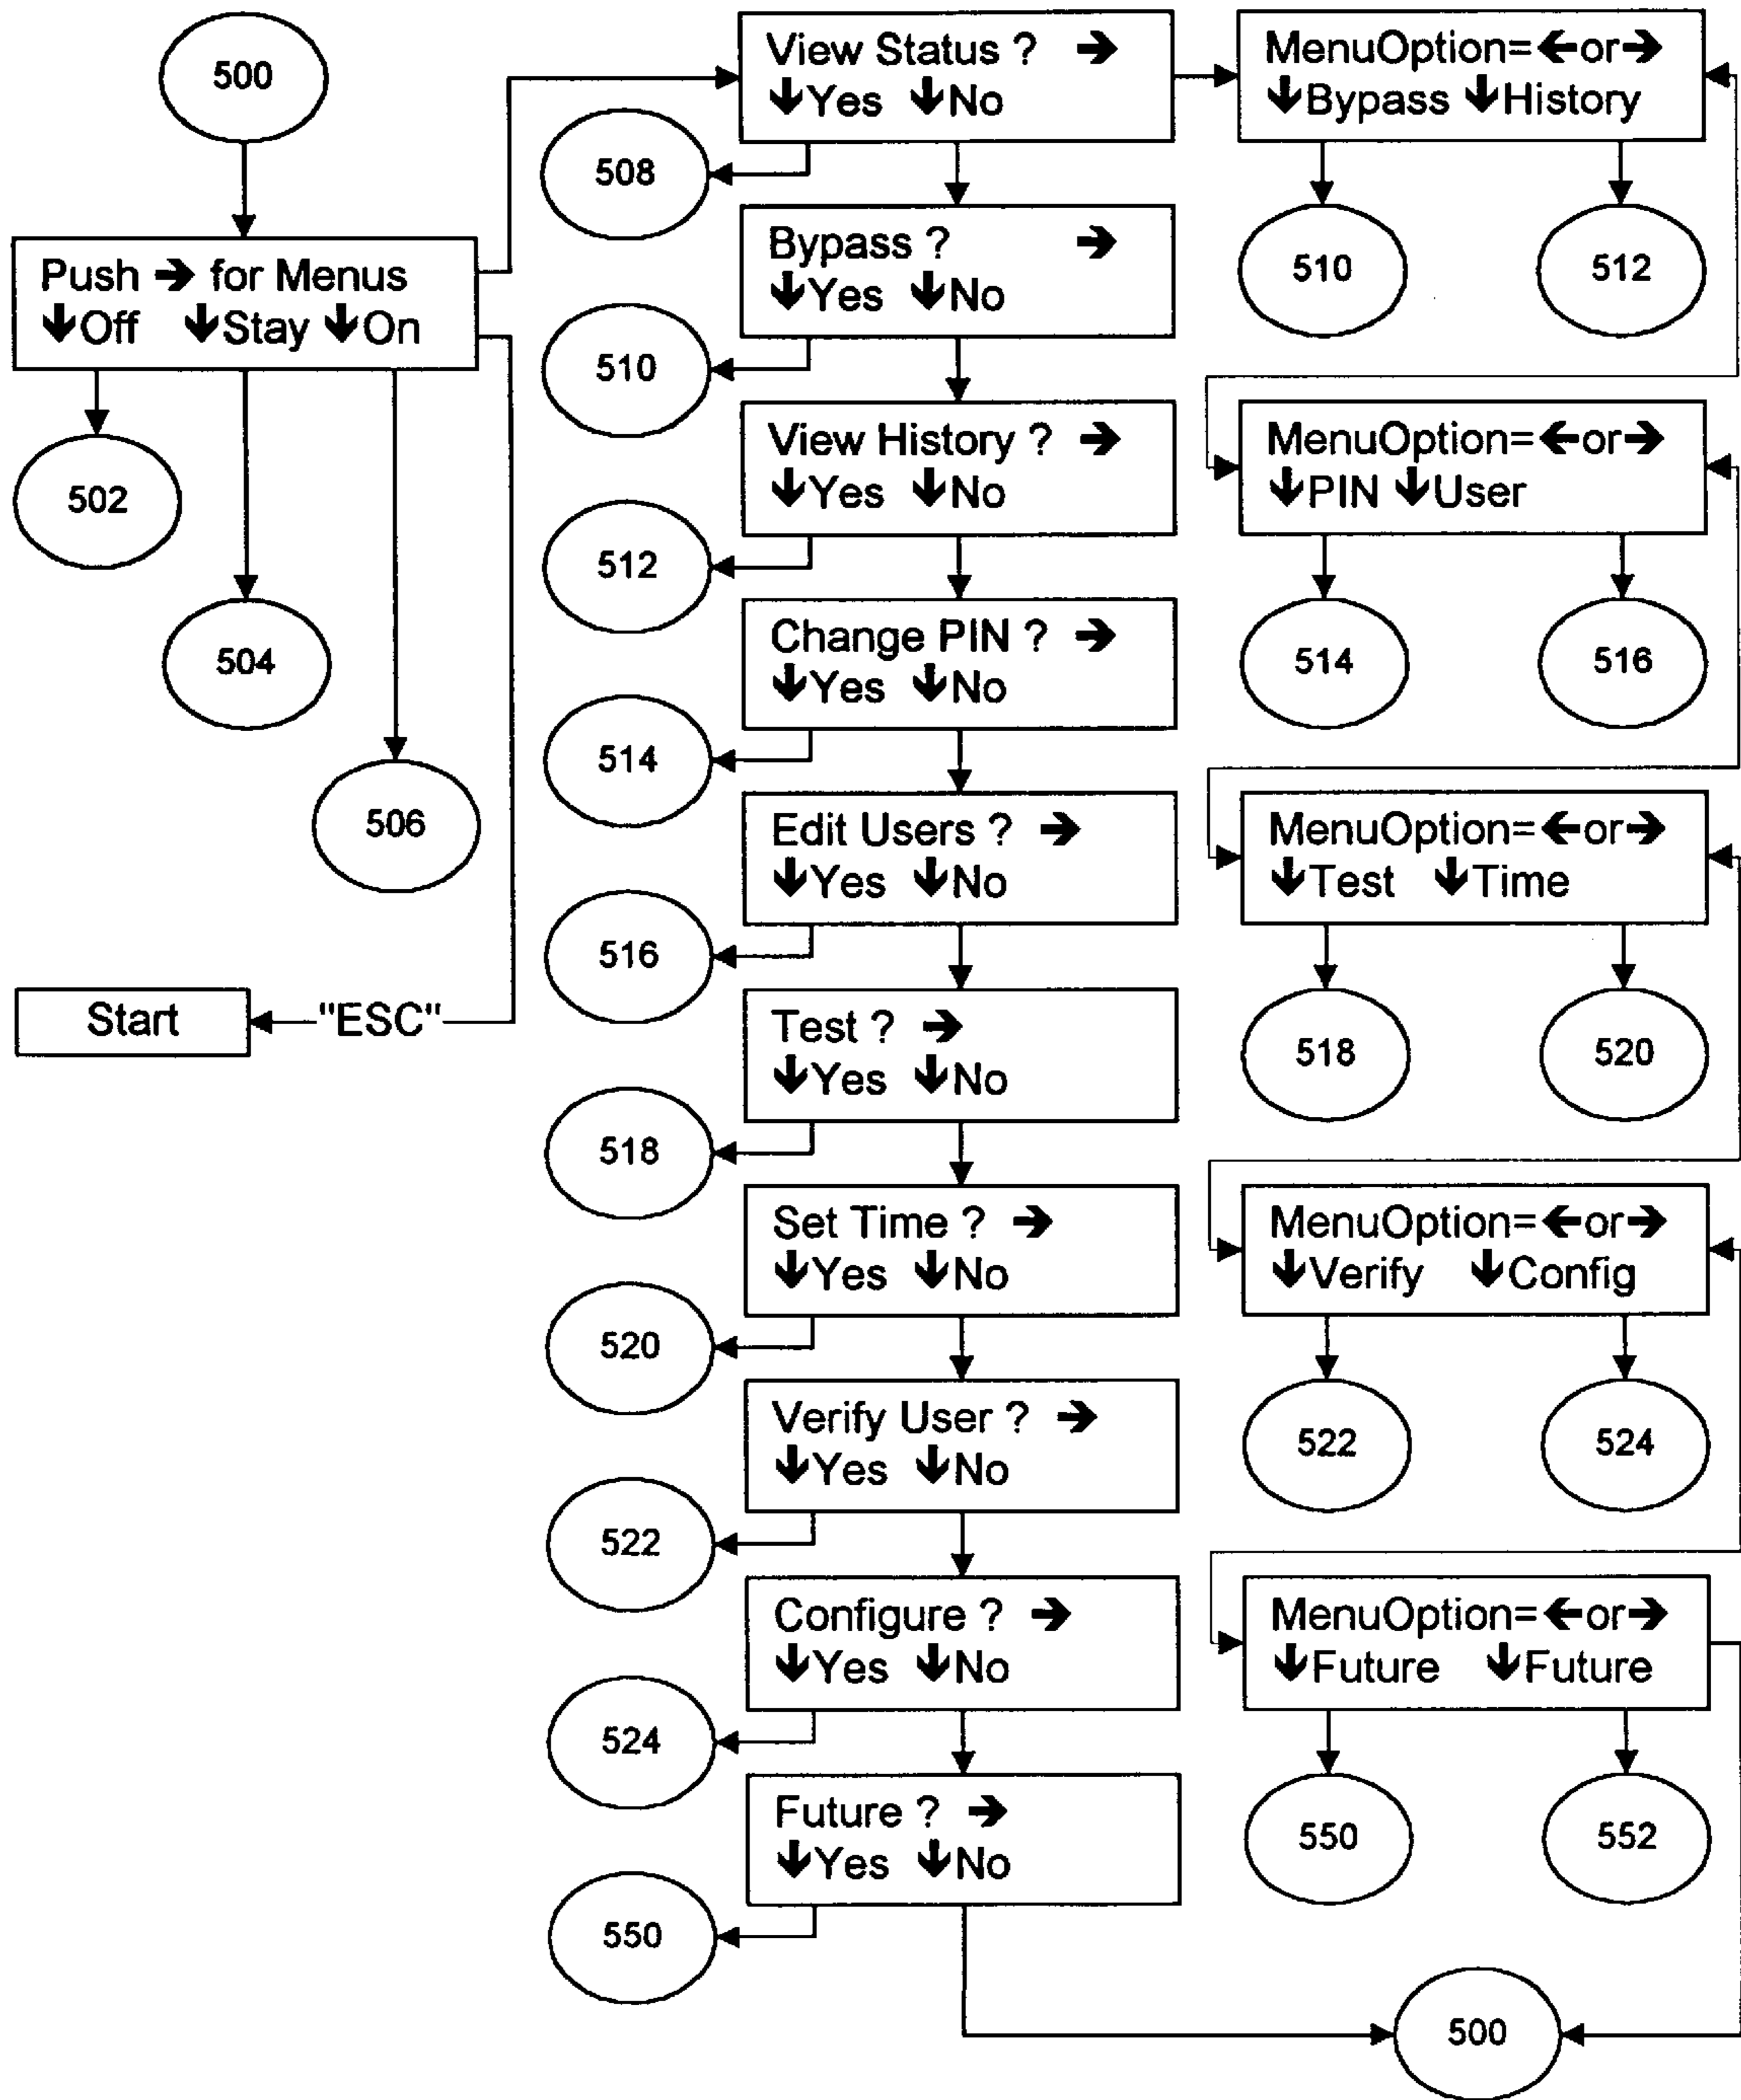 500
Push → for Menus
↓Off ↓Stay ↓On
502
504
506
Start
"ESC"
View Status ? →
↓Yes ↓No
508
Bypass ? →
↓Yes ↓No
510
View History ? →
↓Yes ↓No
512
Change PIN ? →
↓Yes ↓No
514
Edit Users ? →
↓Yes ↓No
516
Test ? →
↓Yes ↓No
518
Set Time ? →
↓Yes ↓No
520
Verify User ? →
↓Yes ↓No
522
Configure ? →
↓Yes ↓No
524
Future ? →
↓Yes ↓No
550
MenuOption=←or→
↓Bypass ↓History
510
512
MenuOption=←or→
↓PIN ↓User
514
516
MenuOption=←or→
↓Test ↓Time
518
520
MenuOption=←or→
↓Verify ↓Config
522
524
MenuOption=←or→
↓Future ↓Future
550
552
500